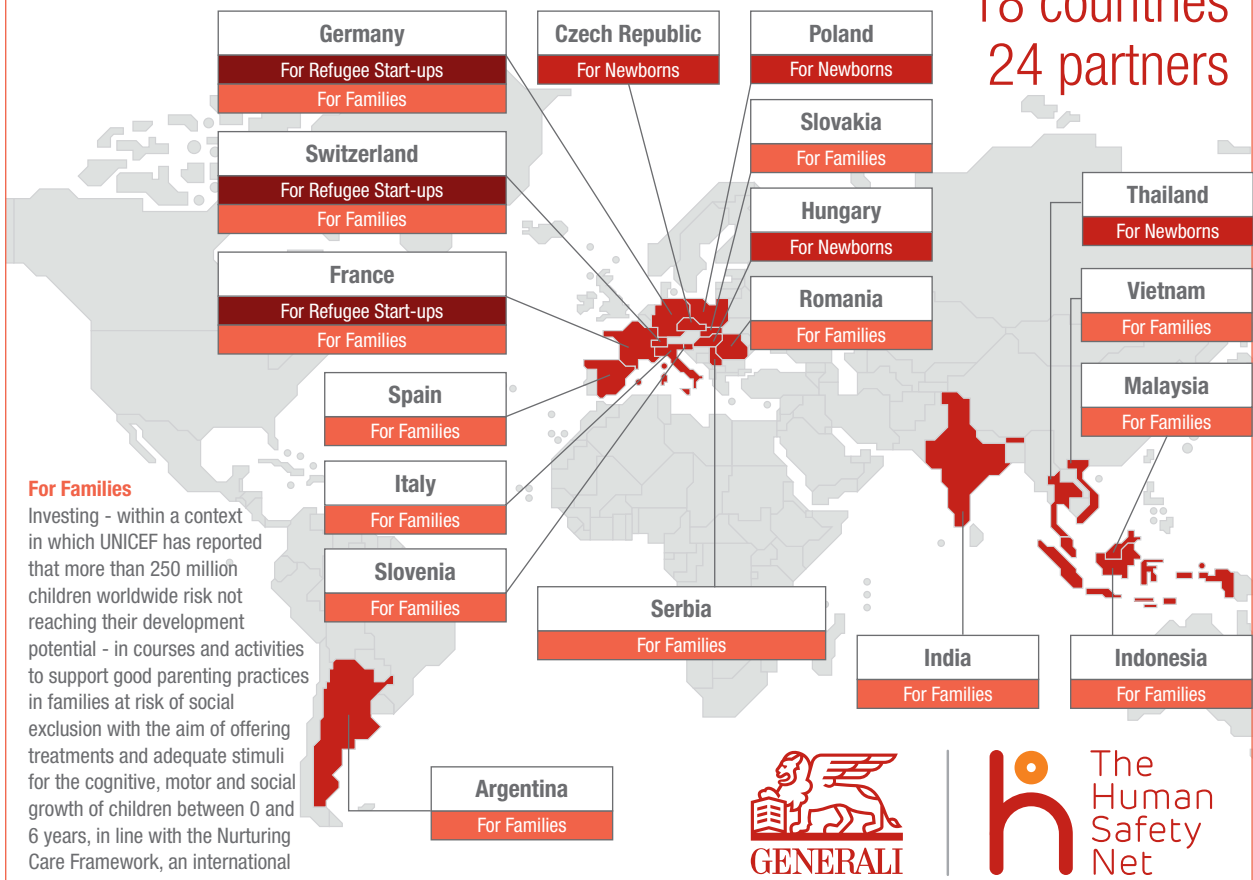 18 countries
24 partners
Germany
For Refugee Start-ups
For Families
Czech Republic
For Newborns
Poland
For Newborns
Slovakia
For Families
Switzerland
For Refugee Start-ups
For Families
Hungary
For Newborns
Thailand
For Newborns
France
For Refugee Start-ups
For Families
Romania
For Families
Vietnam
For Families
Spain
For Families
Malaysia
For Families
Italy
For Families
Slovenia
For Families
Serbia
For Families
India
For Families
Indonesia
For Families
Argentina
For Families
For Families
Investing - within a context
in which UNICEF has reported
that more than 250 million
children worldwide risk not
reaching their development
potential - in courses and activities
to support good parenting practices
in families at risk of social
exclusion with the aim of offering
treatments and adequate stimuli
for the cognitive, motor and social
growth of children between 0 and
6 years, in line with the Nurturing
Care Framework, an international
GENERALI
The
Human
Safety
Net